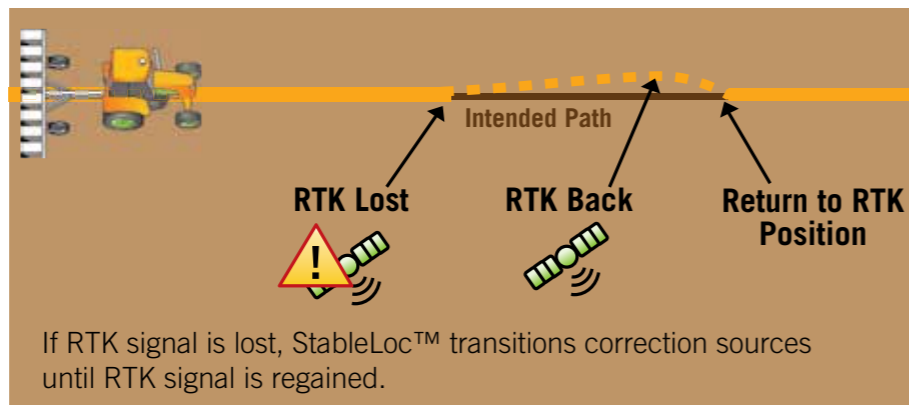 Intended Path
RTK Lost
RTK Back
Return to RTK
Position
!
If RTK signal is lost, StableLoc™ transitions correction sources
until RTK signal is regained.